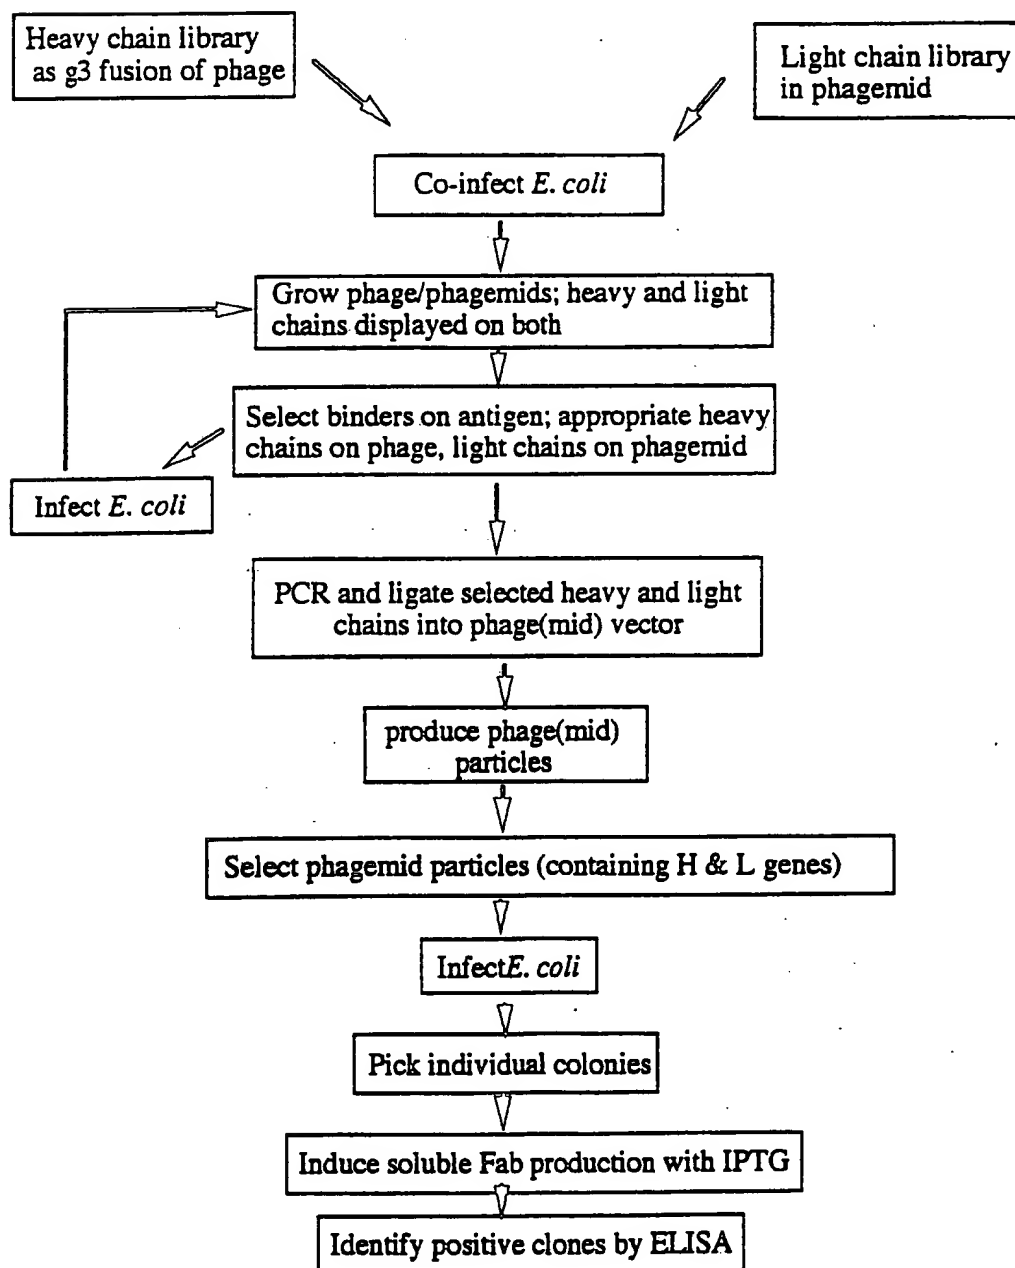 Heavy chain library
as g3 fusion of phage
Light chain library
in phagemid
Co-infect E. coli
Grow phage/phagemids; heavy and light
chains displayed on both
Select binders on antigen; appropriate heavy
chains on phage, light chains on phagemid
Infect E. coli
PCR and ligate selected heavy and light
chains into phage(mid) vector
produce phage(mid)
particles
Select phagemid particles (containing H & L genes)
InfectE. coli
Pick individual colonies
Induce soluble Fab production with IPTG
Identify positive clones by ELISA